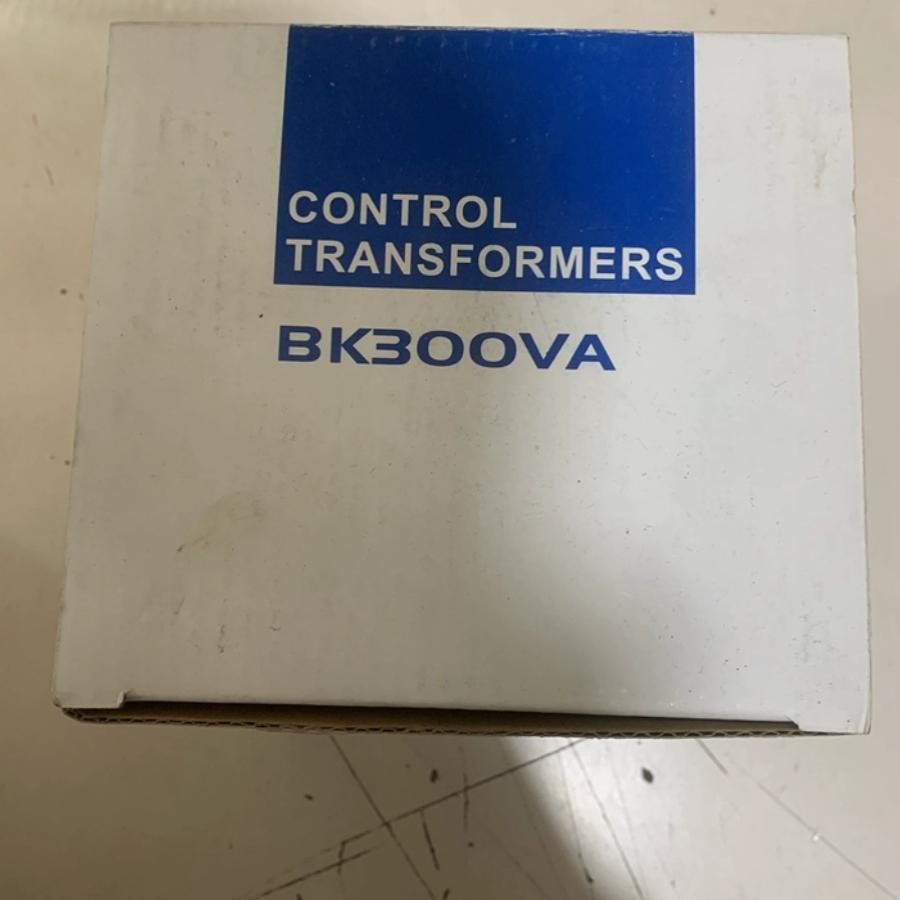 CONTROL
TRANSFORMERS
BK300VA